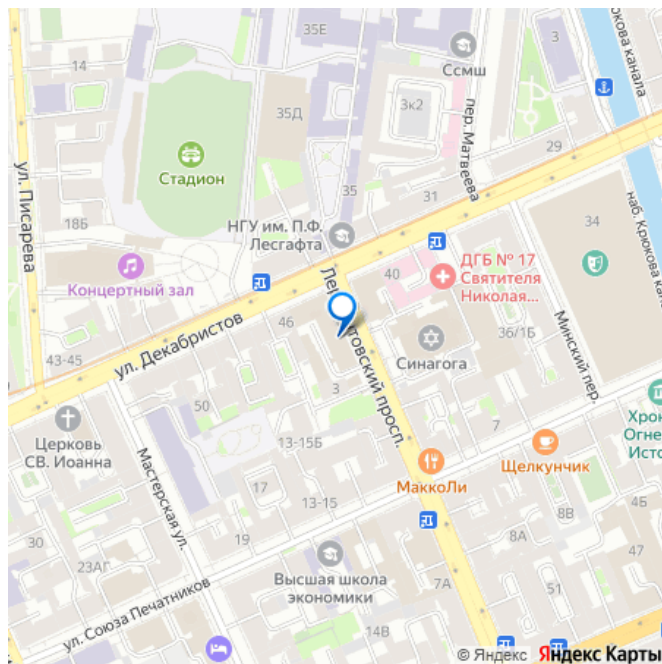 35Е
14
Ссмш
3
3к2
35Д
Стадион
пер. Матвеева
29
35
31
ул. Писарева
18Б
НГУ им. П.Ф.
Лесгафта
34
наб. Крюкова
40
ДГБ № 17
Святителя
Николая...
Концертный зал
46
ул. Декабристов
36/1Б
Синагога
Минский пер.
43-45
3
50
7
13-15Б
Церковь
СВ. Иоанна
МаккоЛи
Щелкунчик
Мастерская ул.
17
13-15
4Б
8В
30
19
8А
23АГ
47
Высшая школа
экономики
7А
51
ул. Союза Печатников
14В
© Яндекс Яндекс Карты